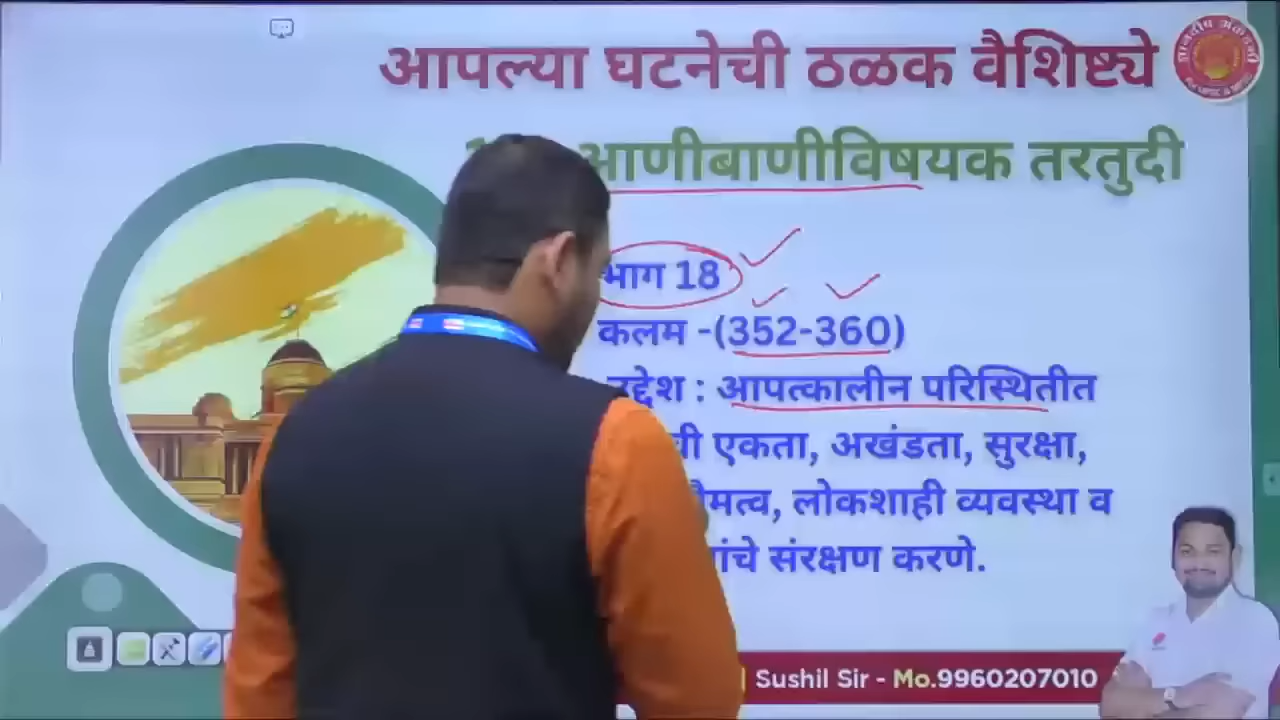 आपल्या घटनेची ठळक वैशिष्ट्ये
आणीबाणीविषयक तरतुदी
भाग 18
कलम -(352-360)
: आपत्कालीन परिस्थितीत
एकता, अखंडता, सुरक्षा,
लोकशाही व्यवस्था व
संरक्षण करणे.
Sushil Sir - Mo.9960207010